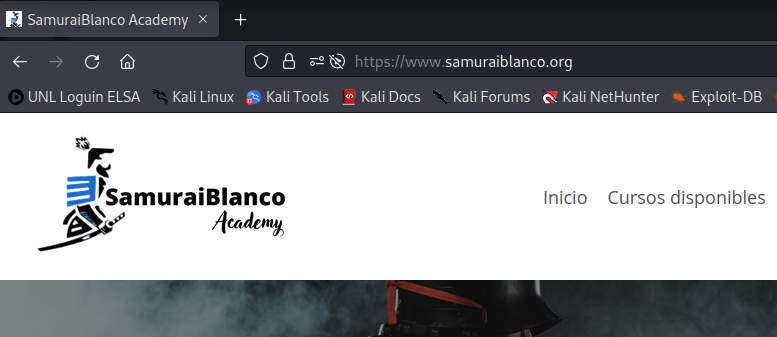 SamuraiBlanco Academy
https://www.samuraiblanco.org
UNL Loguin ELSA Kali Linux Kali Tools Kali Docs Kali Forums Kali NetHunter Exploit-DB
SamuraiBlanco
Academy
Inicio Cursos disponibles